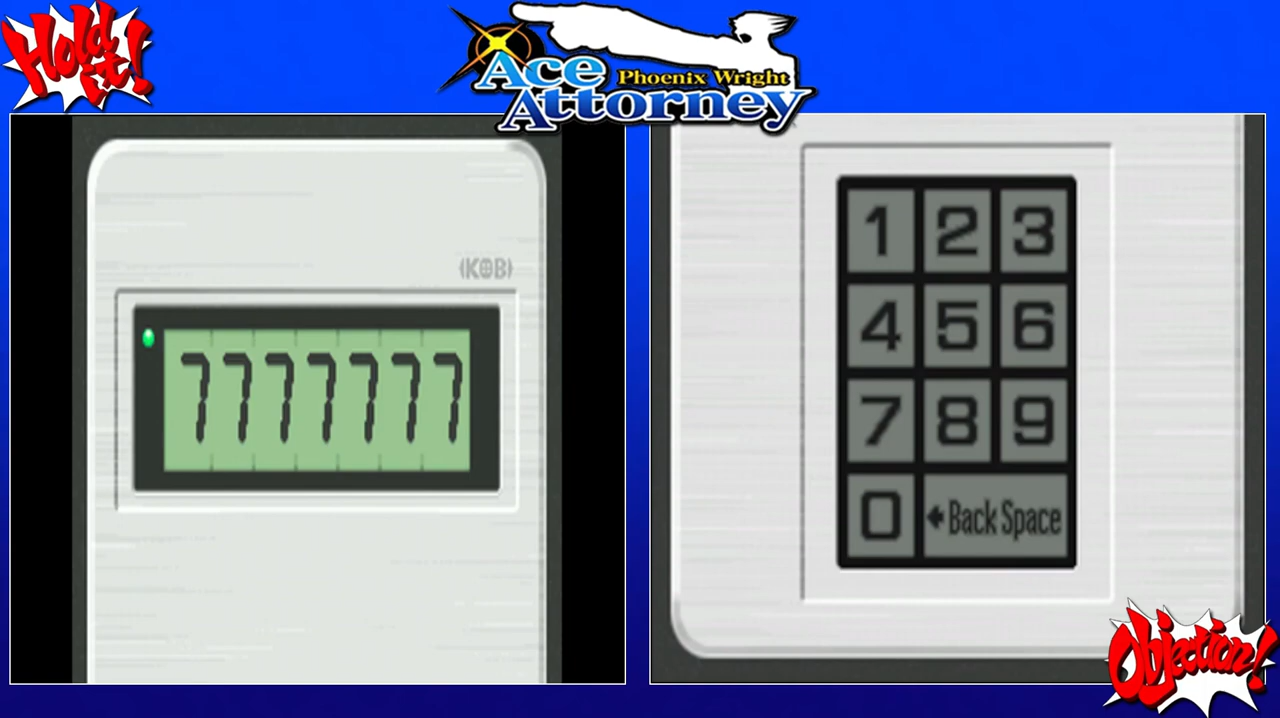 Hold it!
Phoenix Wright
Ace
Attorney
(KOB)
7777777
1 2 3
4 5 6
7 8 9
0 Back Space
Objection!